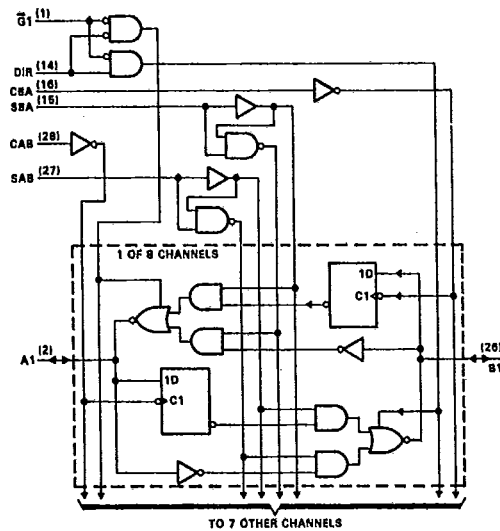 G̅1 (1)
DIR (14)
CBA (16)
SBA (15)
CAB (28)
SAB (27)
1 OF 8 CHANNELS
1D
C1
A1 (2)
(26)
B1
1D
C1
TO 7 OTHER CHANNELS